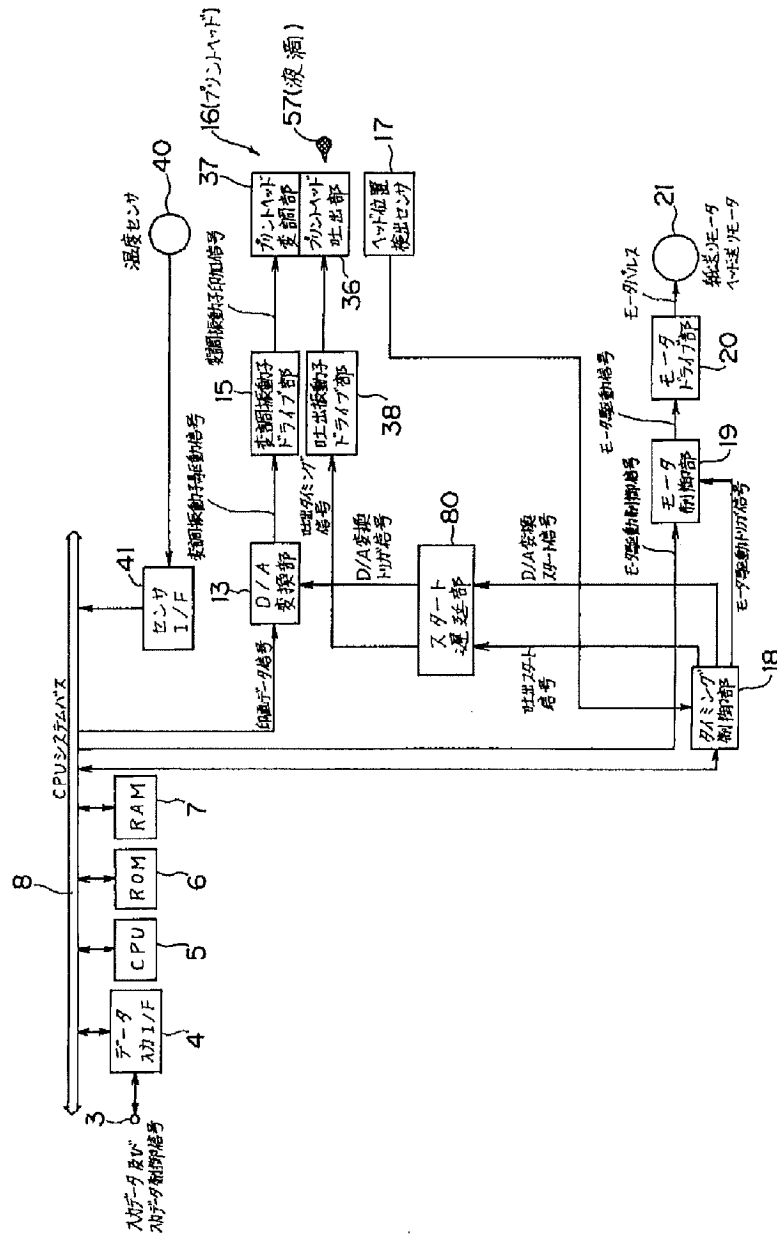 CPUシステムバス
8
入力データ及び
入力データ制御信号
3
データ
入力I/F
4
CPU
5
ROM
6
RAM
7
センサ
I/F
41
温度センサ
40
印画データ信号
D/A
変換部
13
変調振動子駆動信号
変調振動子
ドライブ部
15
変調振動子印加信号
プリントヘッド
変調部
37
16(プリントヘッド)
プリントヘッド
吐出部
36
57(液滴)
吐出タイミング
信号
吐出振動子
ドライブ部
38
ヘッド位置
検出センサ
17
D/A変換
トリガ信号
スタート
遅延部
80
吐出スタート
信号
D/A変換
スタート信号
タイミング
制御部
18
モータ駆動制御信号
モータ駆動トリガ信号
モータ
制御部
19
モータ駆動信号
モータ
ドライブ部
20
モータパルス
21
紙送りモータ
ヘッド送りモータ